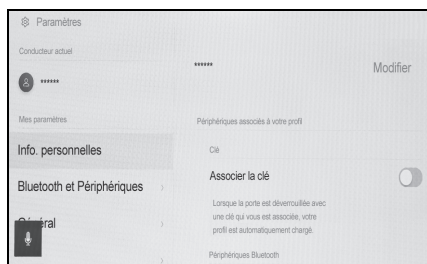 Paramètres
Conducteur actuel
******
Mes paramètres
Info. personnelles
Bluetooth et Périphériques
Général
******
Modifier
Périphériques associés à votre profil
Clé
Associer la clé
Lorsque la porte est déverrouillée avec
une clé qui vous est associée, votre
profil est automatiquement chargé.
Périphériques Bluetooth